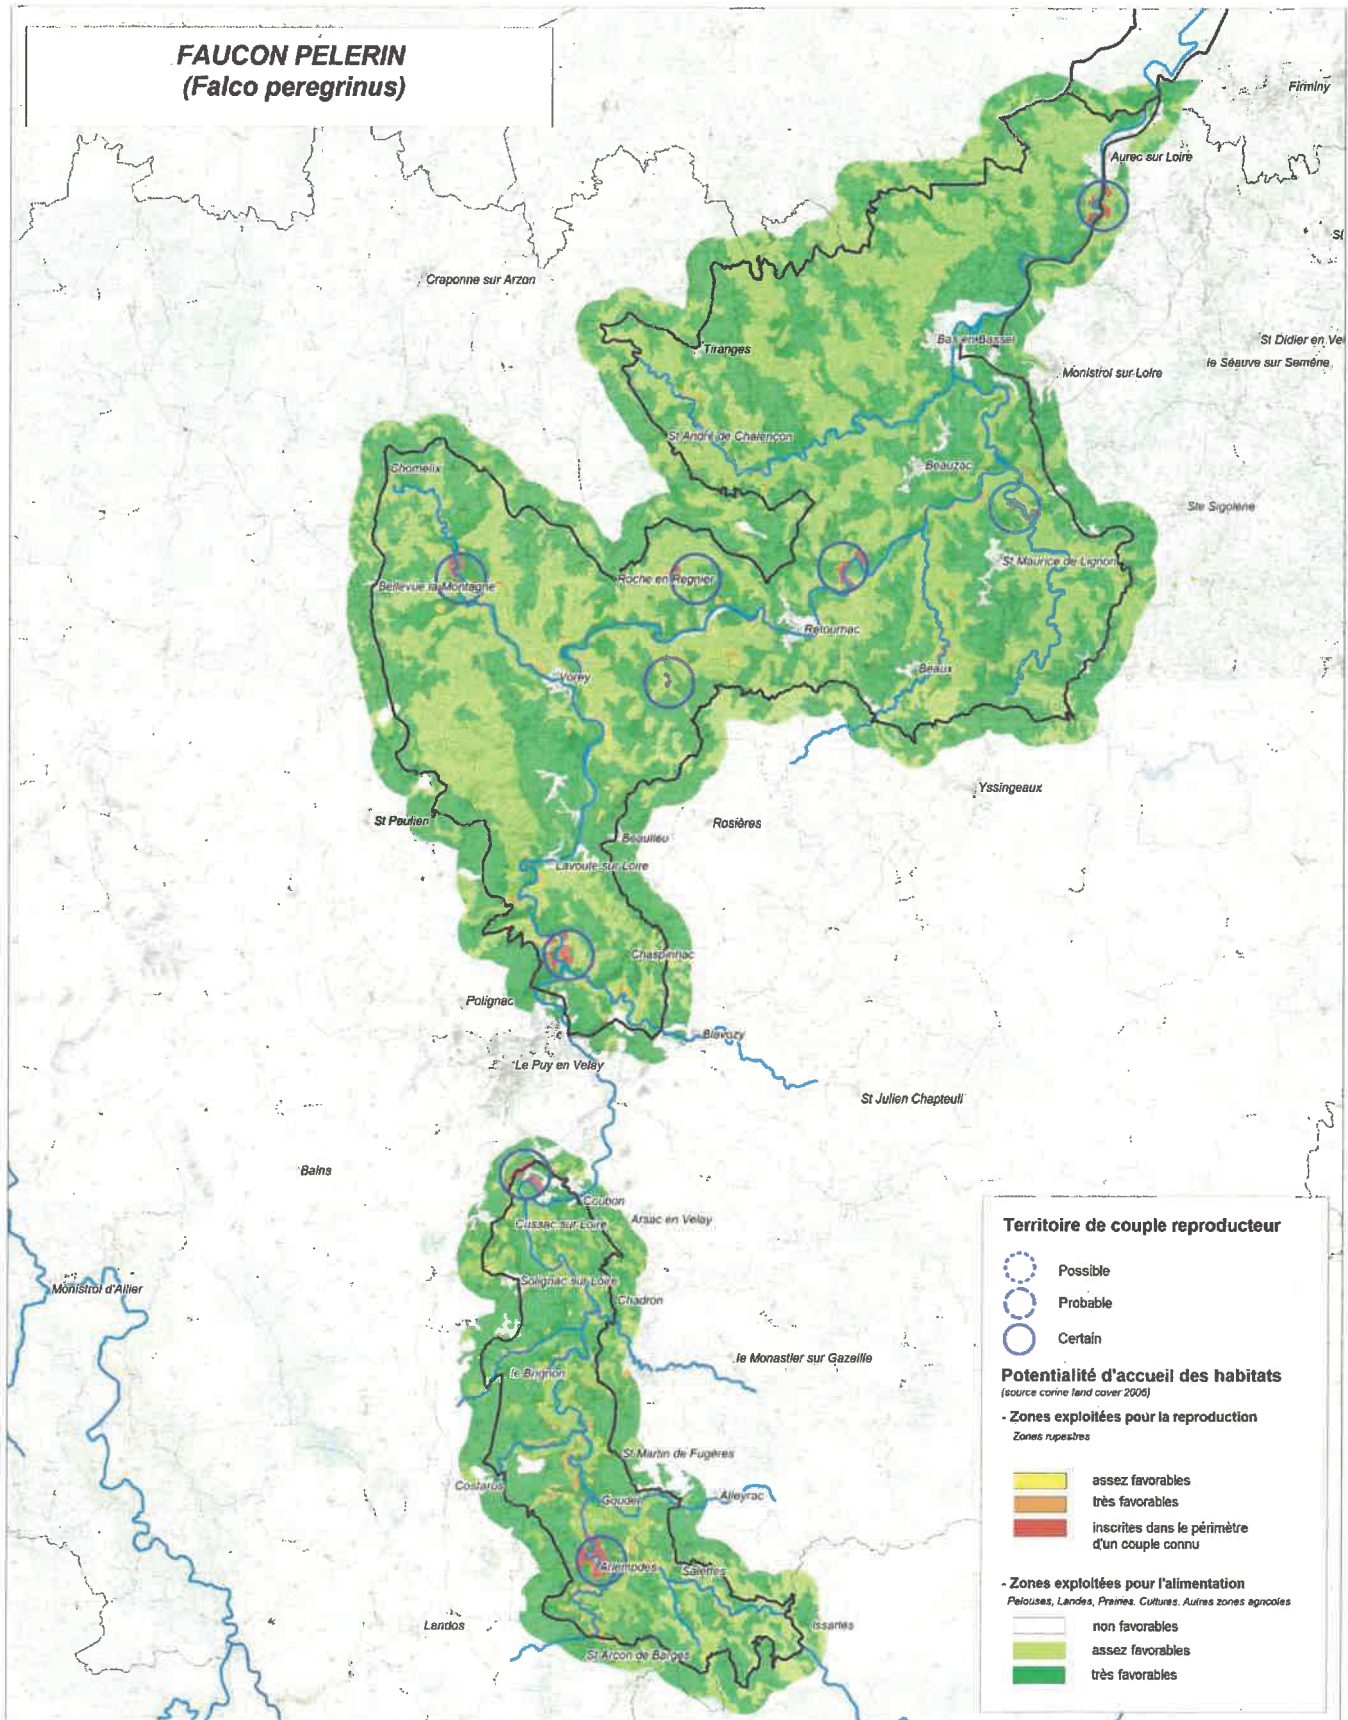 FAUCON PELERIN
(Falco peregrinus)
Firminy
Aurec sur Loire
Craponne sur Arzon
Tiranges
Bas en Basset
St Didier en Ve
la Séauve sur Semène
Monistrol sur Loire
St André de Chalençon
Beauzac
Chomelix
Ste Sigolène
St Maurice de Lignon
Bellevue la Montagne
Roche en Régnier
Retournac
Beaux
Vorey
Yssingeaux
St Paulien
Rosières
Beaulieu
Lavoute sur Loire
Chaspinhac
Polignac
Blavozy
Le Puy en Velay
St Julien Chapteuil
Bains
Coubon
Arsac en Velay
Cussac sur Loire
Monistrol d'Allier
Solignac sur Loire
Chadron
le Monastier sur Gazeille
le Brignon
St Martin de Fugères
Costaros
Alleyrac
Goudet
Arlempdes
Salettes
Landos
Issarlès
St Arcon de Barges
Territoire de couple reproducteur
Possible
Probable
Certain
Potentialité d'accueil des habitats
(source corine land cover 2006)
- Zones exploitées pour la reproduction
Zones rupestres
assez favorables
très favorables
inscrites dans le périmètre
d'un couple connu
- Zones exploitées pour l'alimentation
Pelouses, Landes, Prairies, Cultures, Autres zones agricoles
non favorables
assez favorables
très favorables